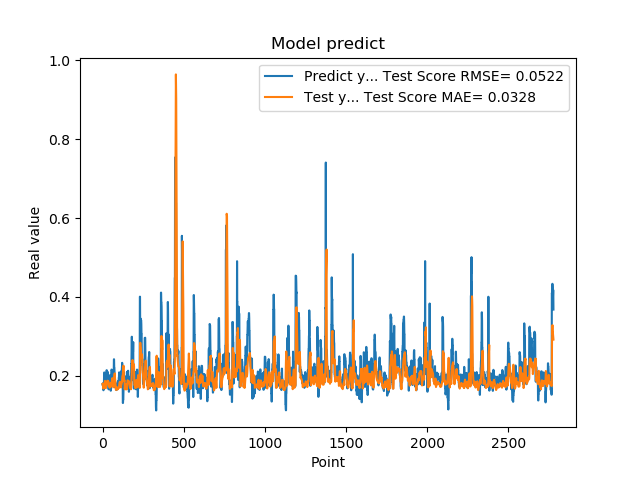 Model predict
Predict y... Test Score RMSE= 0.0522
Test y... Test Score MAE= 0.0328
Real value
1.0
0.8
0.6
0.4
0.2
0 500 1000 1500 2000 2500
Point